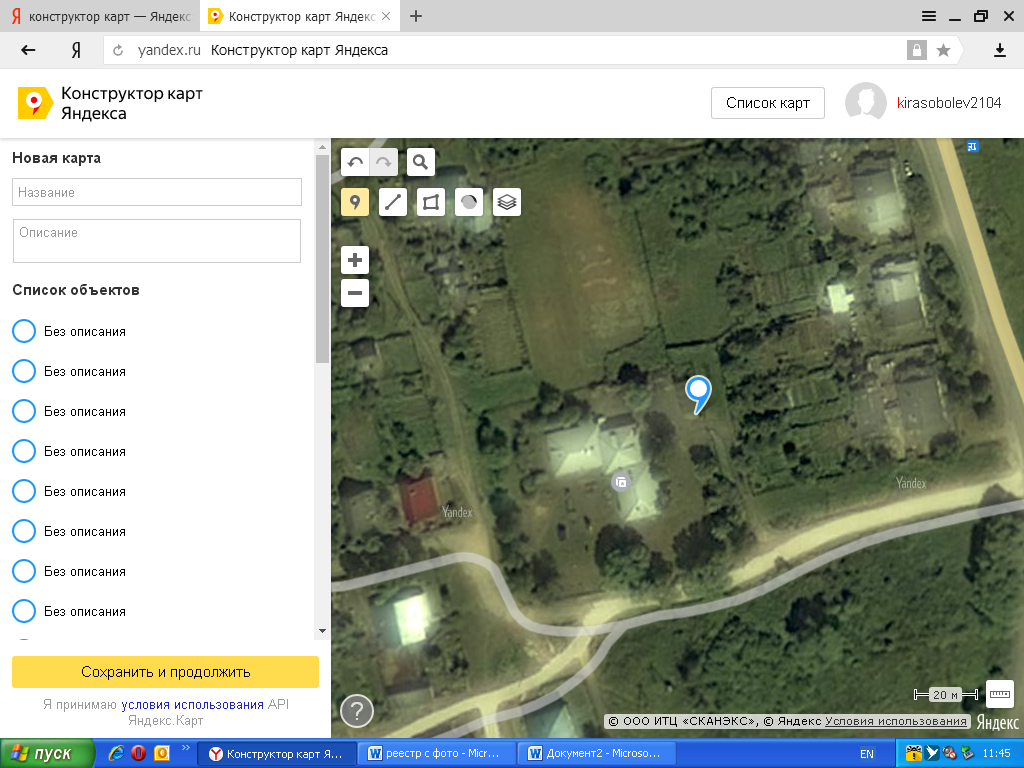 конструктор карт — Яндекс
Конструктор карт Яндекс
yandex.ru Конструктор карт Яндекса
Конструктор карт
Яндекса
Список карт
kirasobolev2104
Новая карта
Название
Описание
Список объектов
Без описания
Без описания
Без описания
Без описания
Без описания
Без описания
Без описания
Без описания
Сохранить и продолжить
Я принимаю условия использования API
Яндекс.Карт
Yandex
Yandex
20 м
© ООО ИТЦ «СКАНЭКС», © Яндекс Условия использования
Яндекс
пуск
Конструктор карт Я...
реестр с фото - Micr...
Документ2 - Microso...
EN
11:45